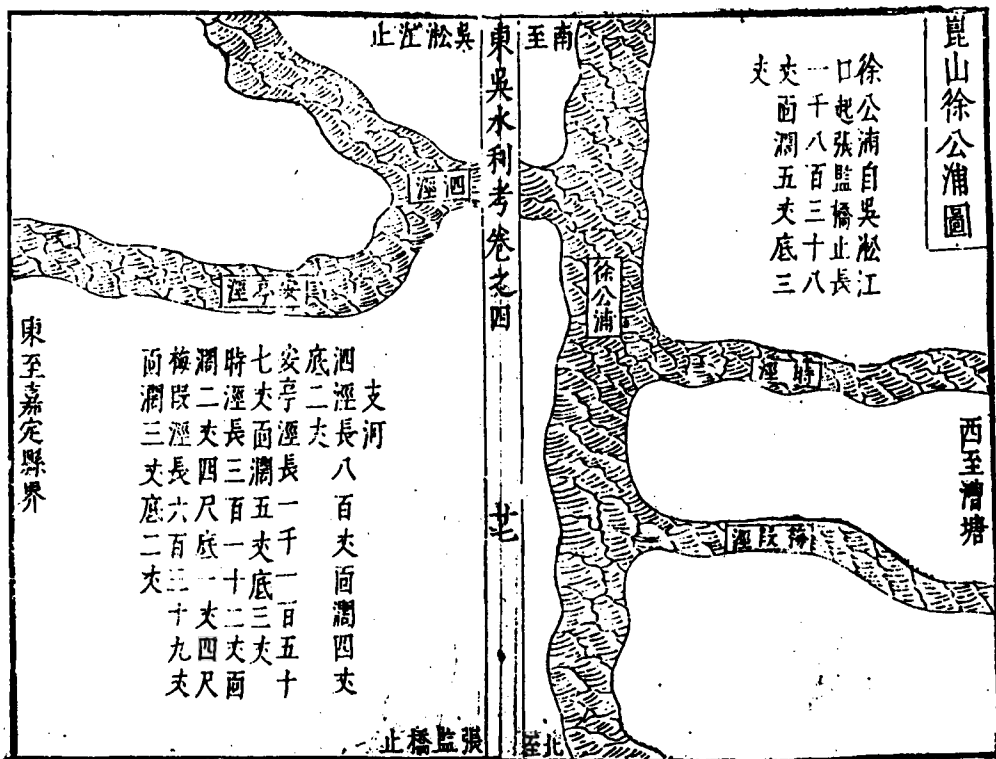 崑山徐公浦圖
徐公浦自吳淞江
口起張監橋止長
一千八百三十八
丈面濶五丈底三
丈
南至
徐公浦
時涇
西至漕塘
梅段涇
北至
東吳水利考卷之四
廿七
吳淞江止
泗涇
安亭涇
支河
泗涇長八百丈面濶四丈
底二丈
安亭涇長一千一百五十
七丈面濶五丈底三丈
時涇長三百一十二丈面
濶二丈四尺底一丈四尺
梅段涇長六百三十九丈
面濶三丈底二丈
東至嘉定縣界
張監橋止